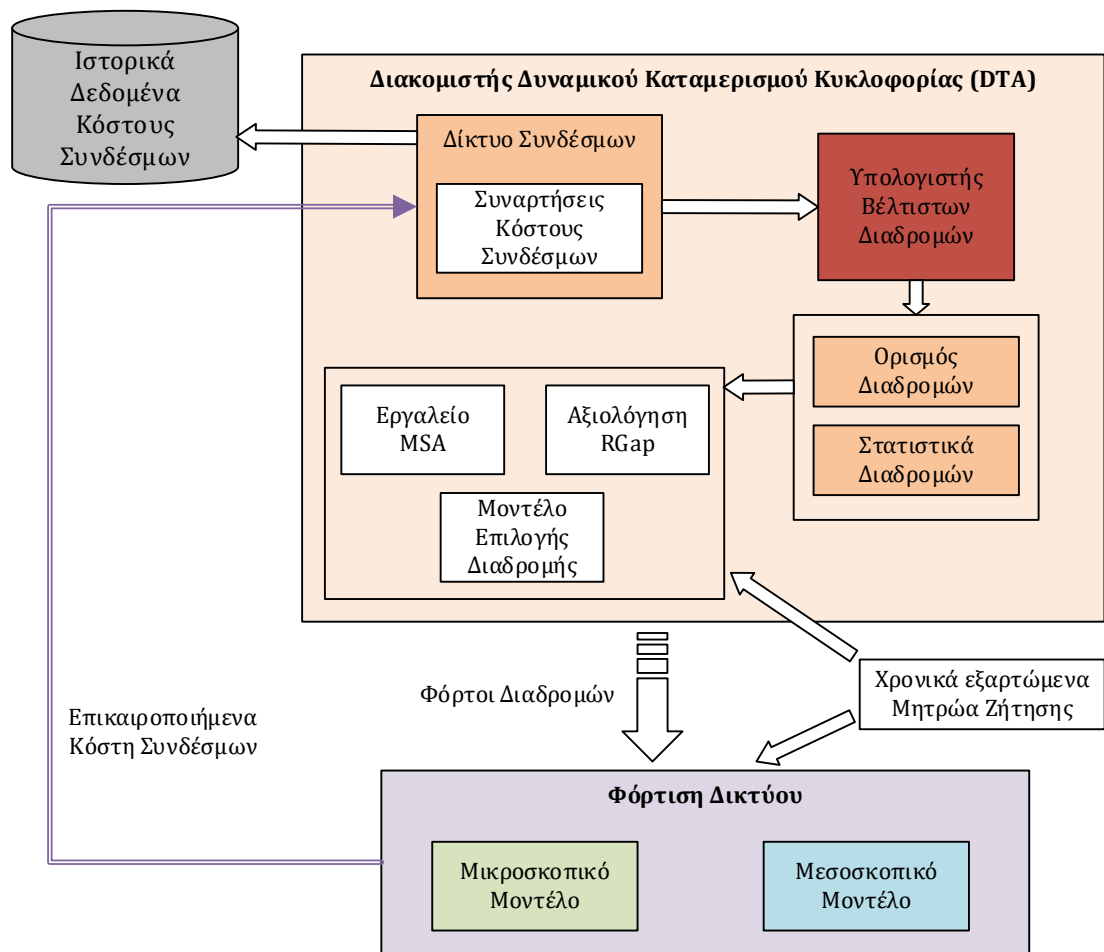 Ιστορικά
Δεδομένα
Κόστους
Συνδέσμων
Διακομιστής Δυναμικού Καταμερισμού Κυκλοφορίας (DTA)
Δίκτυο Συνδέσμων
Συναρτήσεις
Κόστους
Συνδέσμων
Υπολογιστής
Βέλτιστων
Διαδρομών
Ορισμός
Διαδρομών
Στατιστικά
Διαδρομών
Εργαλείο
MSA
Αξιολόγηση
RGap
Μοντέλο
Επιλογής
Διαδρομής
Φόρτοι Διαδρομών
Χρονικά εξαρτώμενα
Μητρώα Ζήτησης
Επικαιροποιήμενα
Κόστη Συνδέσμων
Φόρτιση Δικτύου
Μικροσκοπικό
Μοντέλο
Μεσοσκοπικό
Μοντέλο